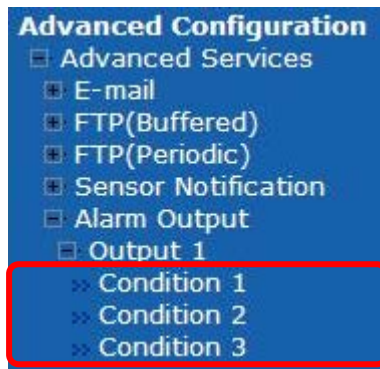 Advanced Configuration
Advanced Services
E-mail
FTP(Buffered)
FTP(Periodic)
Sensor Notification
Alarm Output
Output 1
Condition 1
Condition 2
Condition 3